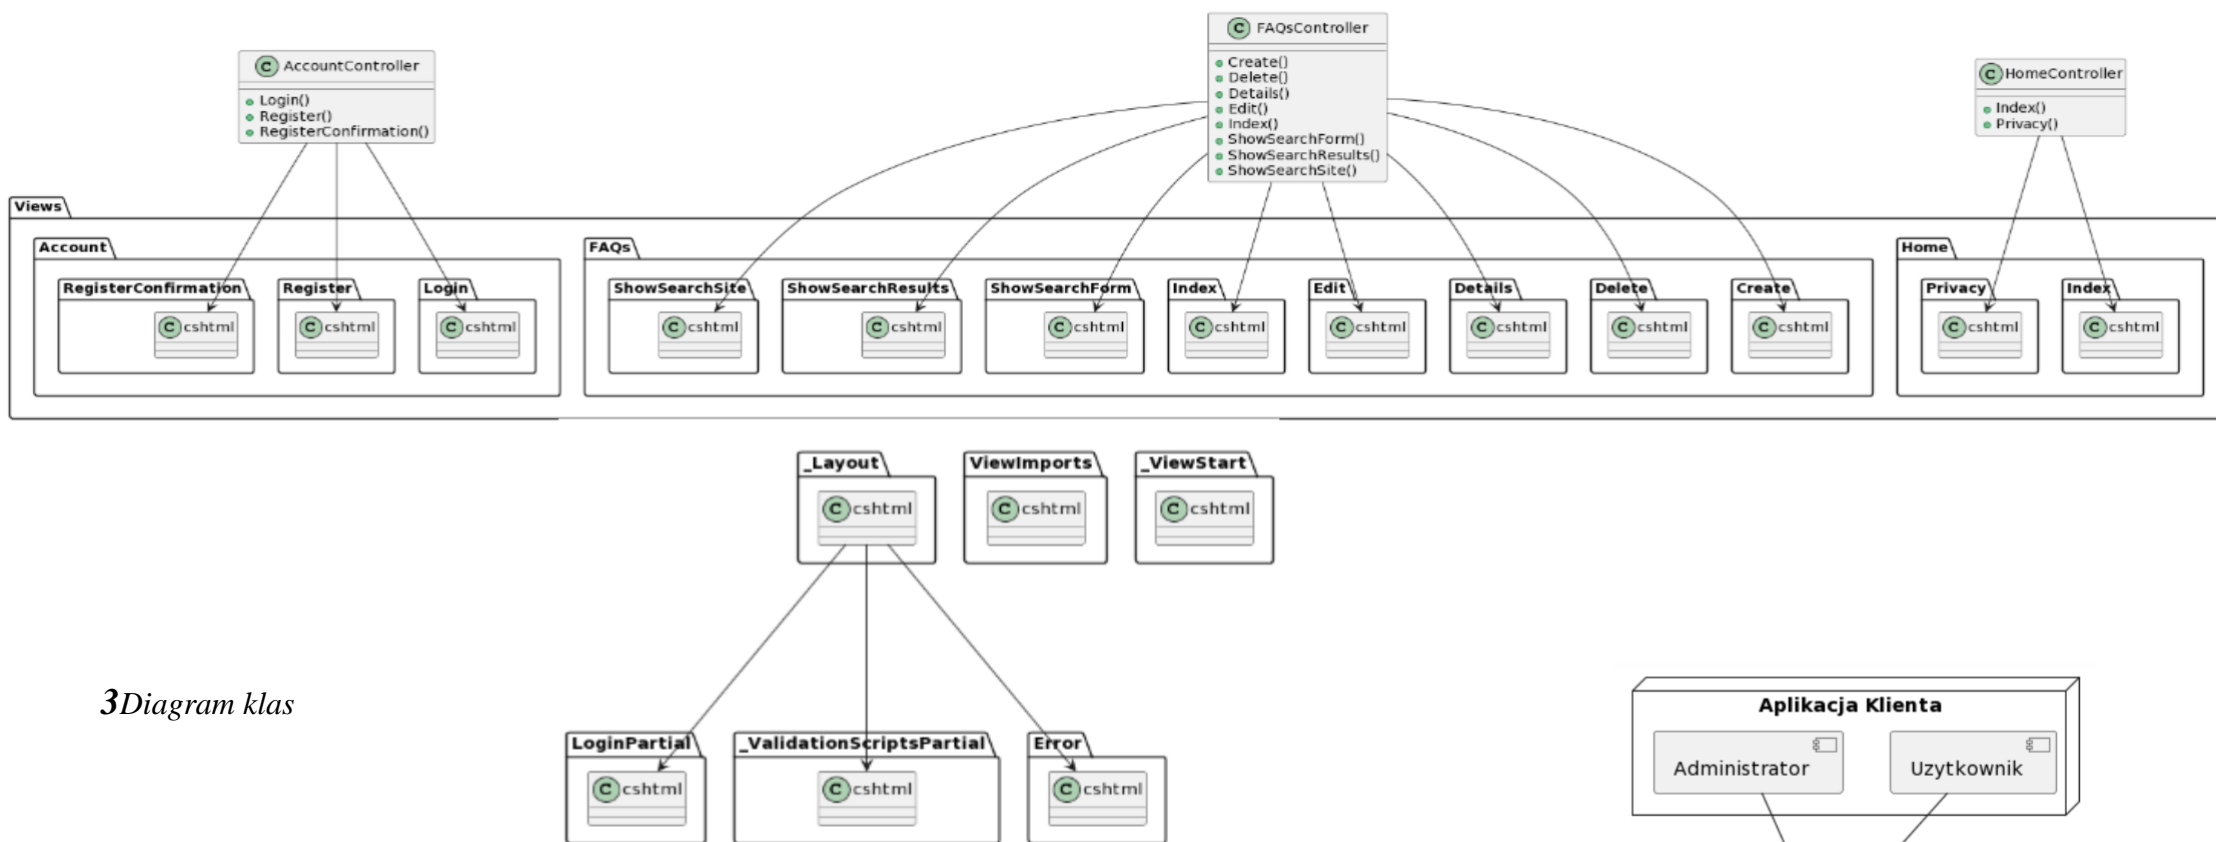 C AccountController
Login()
Register()
RegisterConfirmation()
C FAQsController
Create()
Delete()
Details()
Edit()
Index()
ShowSearchForm()
ShowSearchResults()
ShowSearchSite()
C HomeController
Index()
Privacy()
Views
Account
RegisterConfirmation
C cshtml
Register
C cshtml
Login
C cshtml
FAQs
ShowSearchSite
C cshtml
ShowSearchResults
C cshtml
ShowSearchForm
C cshtml
Index
C cshtml
Edit
C cshtml
Details
C cshtml
Delete
C cshtml
Create
C cshtml
Home
Privacy
C cshtml
Index
C cshtml
_Layout
C cshtml
ViewImports
C cshtml
_ViewStart
C cshtml
LoginPartial
C cshtml
_ValidationScriptsPartial
C cshtml
Error
C cshtml
3Diagram klas
Aplikacja Klienta
Administrator
Uzytkownik